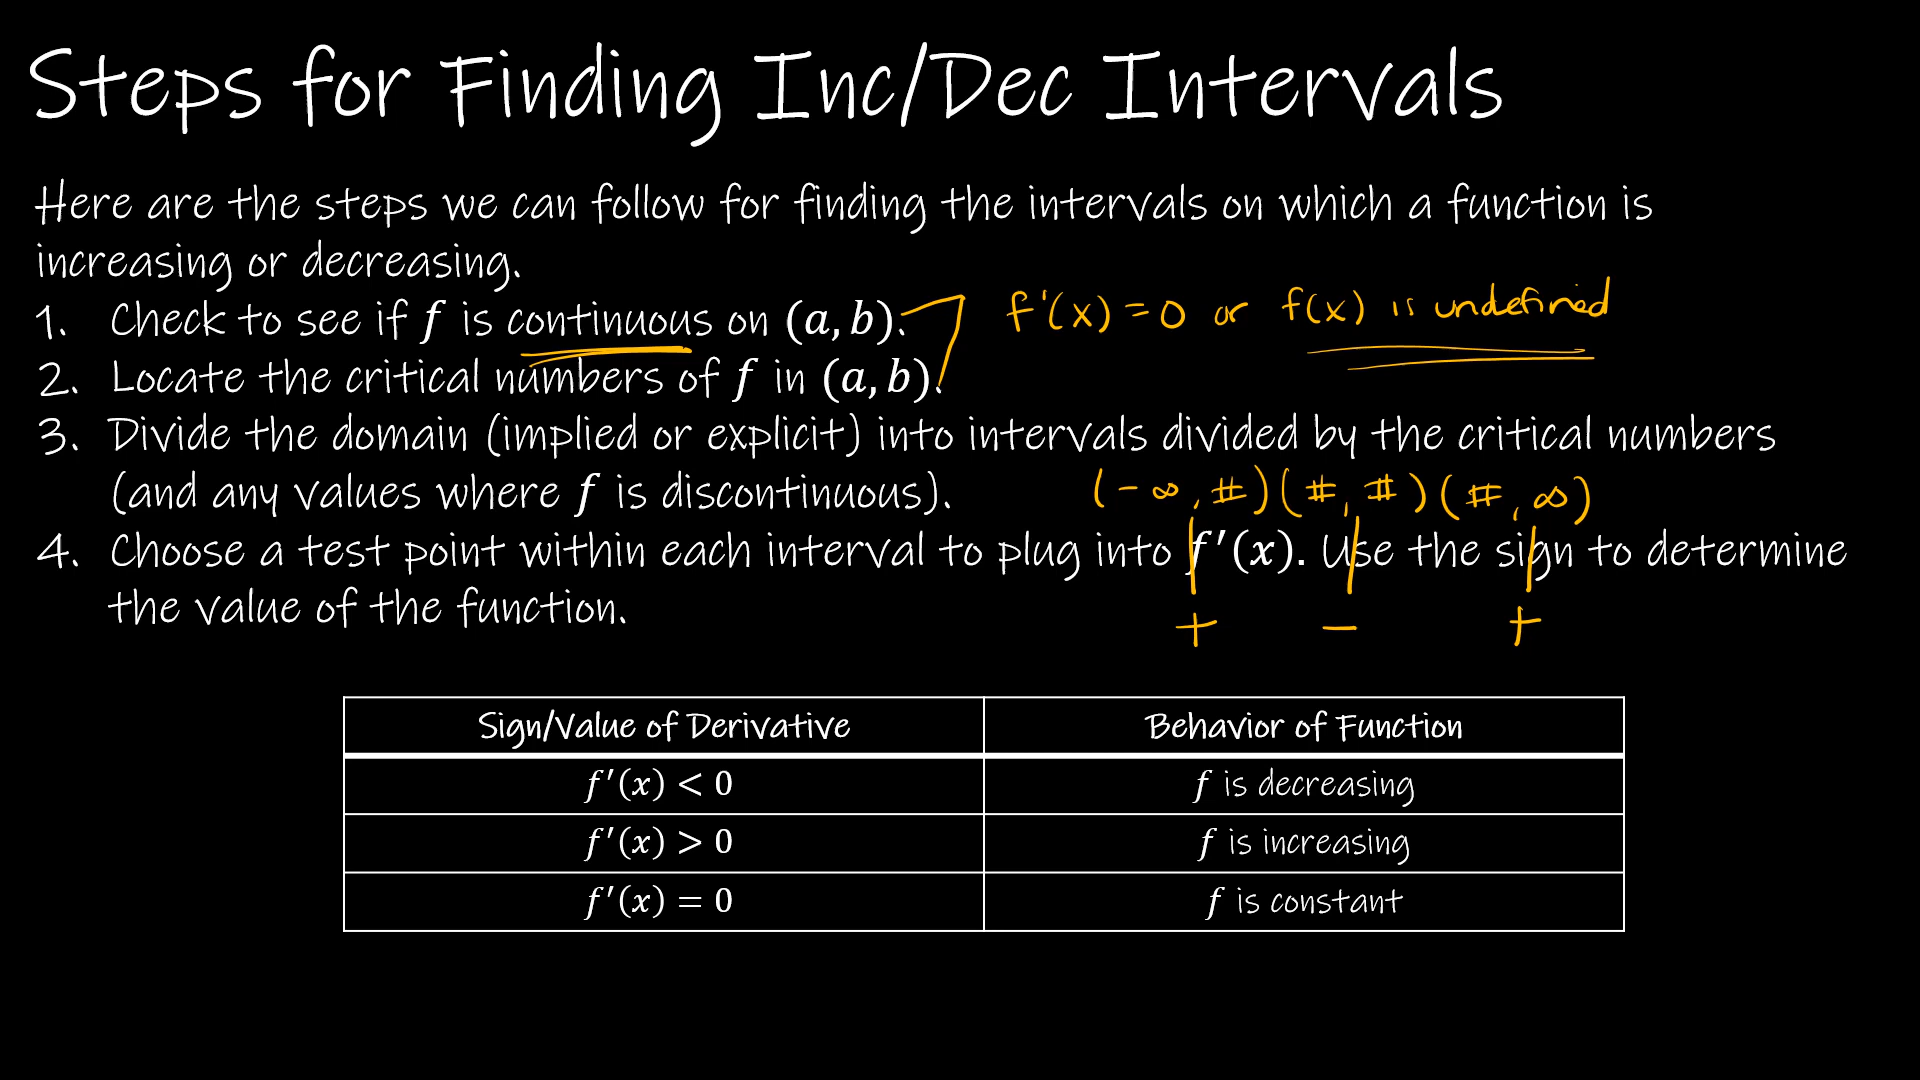 Steps for Finding Inc/Dec Intervals
Here are the steps we can follow for finding the intervals on which a function is
increasing or decreasing.
1. Check to see if f is continuous on (a, b).
f'(x) = 0 or f(x) is undefined
2. Locate the critical numbers of f in (a, b).
3. Divide the domain (implied or explicit) into intervals divided by the critical numbers
(and any values where f is discontinuous).
(-∞, #) (#, #) (#, ∞)
4. Choose a test point within each interval to plug into f′(x). Use the sign to determine
the value of the function.
+ − +
Sign/Value of Derivative Behavior of Function
f′(x) < 0 f is decreasing
f′(x) > 0 f is increasing
f′(x) = 0 f is constant